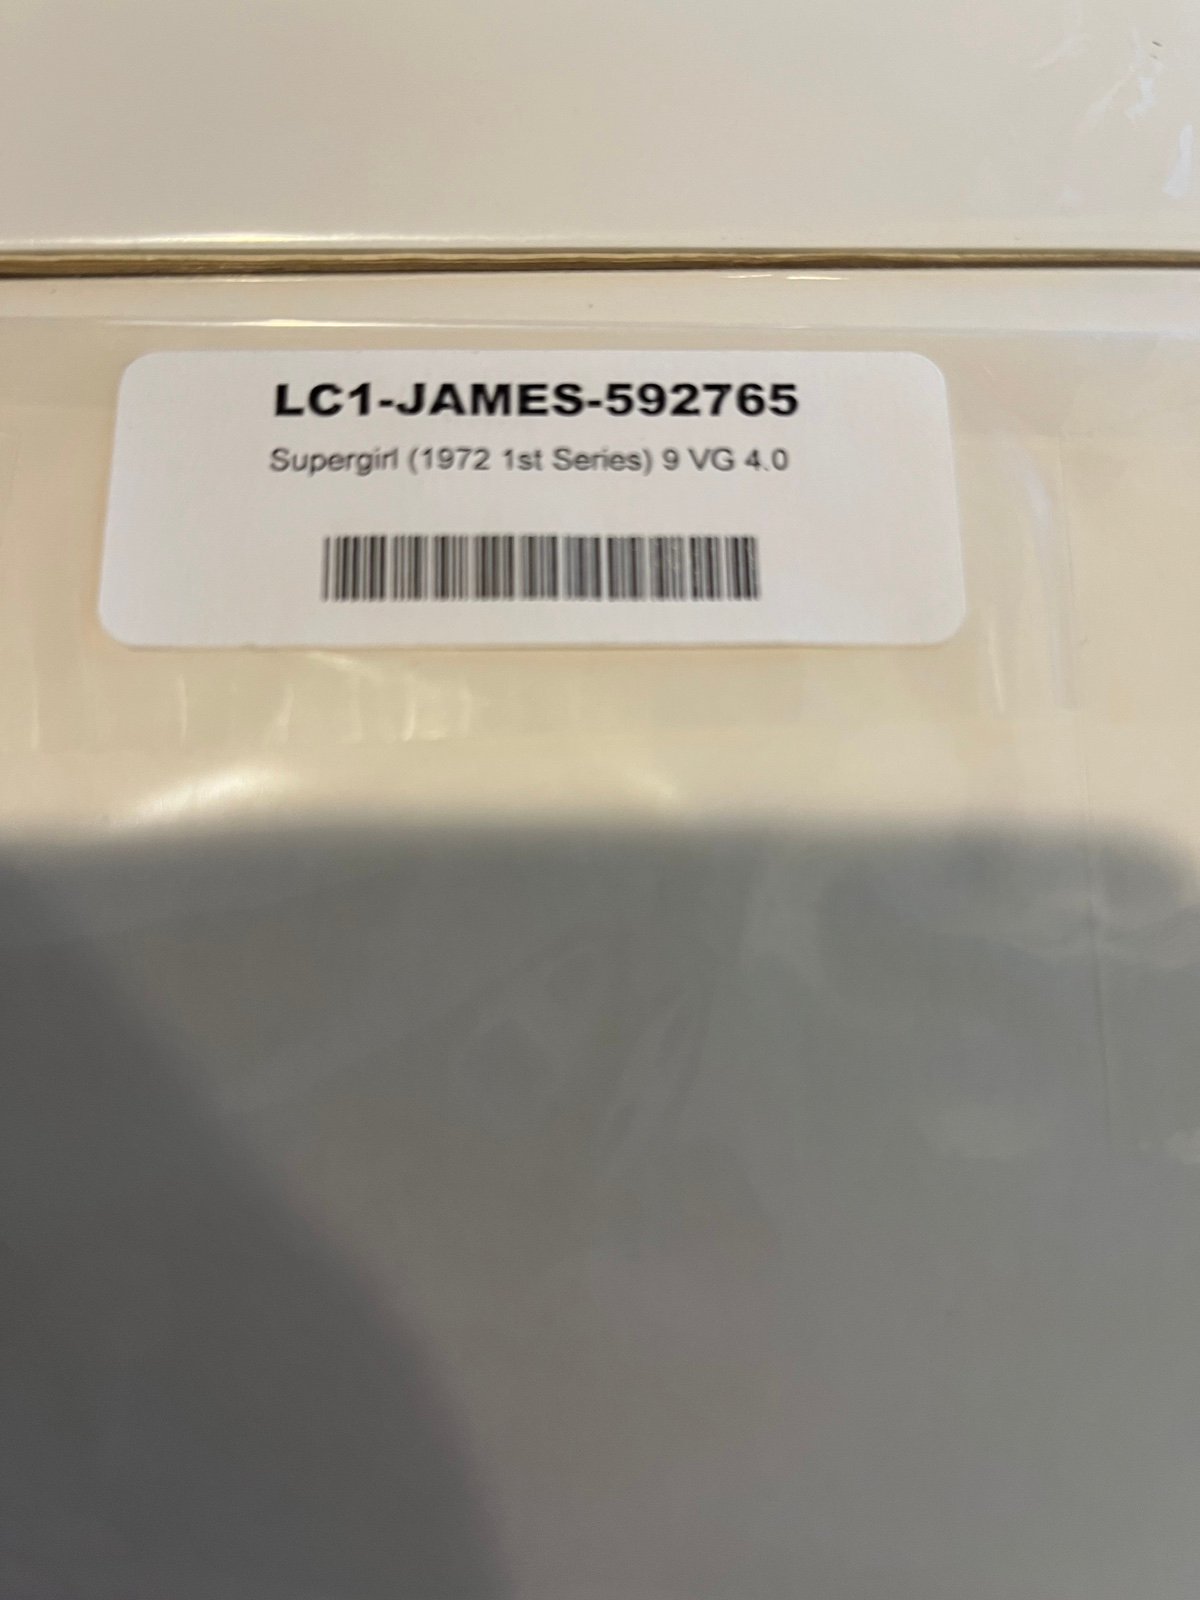 LC1-JAMES-592765
Supergirl (1972 1st Series) 9 VG 4.0